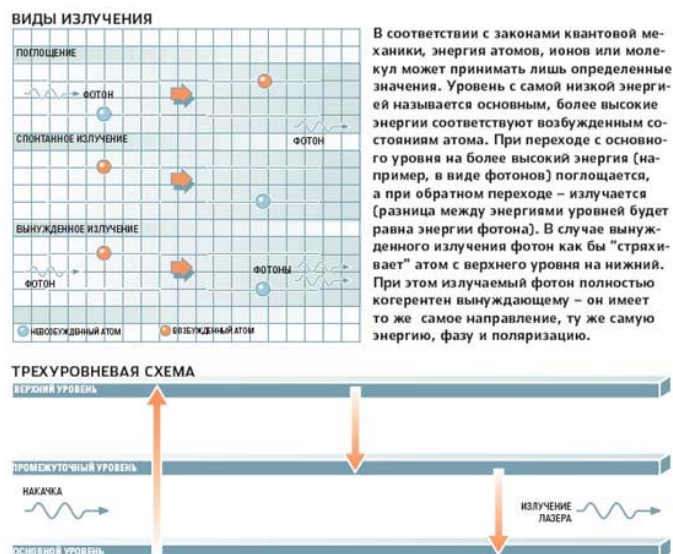 ВИДЫ ИЗЛУЧЕНИЯ
ПОГЛОЩЕНИЕ
ФОТОН
СПОНТАННОЕ ИЗЛУЧЕНИЕ
ФОТОН
ВЫНУЖДЕННОЕ ИЗЛУЧЕНИЕ
ФОТОН
ФОТОНЫ
НЕВОЗБУЖДЕННЫЙ АТОМ
ВОЗБУЖДЕННЫЙ АТОМ
В соответствии с законами квантовой ме-
ханики, энергия атомов, ионов или моле-
кул может принимать лишь определенные
значения. Уровень с самой низкой энерги-
ей называется основным, более высокие
энергии соответствуют возбужденным со-
стояниям атома. При переходе с основно-
го уровня на более высокий энергия (на-
пример, в виде фотонов) поглощается,
а при обратном переходе – излучается
(разница между энергиями уровней будет
равна энергии фотона). В случае вынуж-
денного излучения фотон как бы "стряхи-
вает" атом с верхнего уровня на нижний.
При этом излучаемый фотон полностью
когерентен вынуждающему – он имеет
то же самое направление, ту же самую
энергию, фазу и поляризацию.
ТРЕХУРОВНЕВАЯ СХЕМА
ВЕРХНИЙ УРОВЕНЬ
ПРОМЕЖУТОЧНЫЙ УРОВЕНЬ
НАКАЧКА
ИЗЛУЧЕНИЕ
ЛАЗЕРА
ОСНОВНОЙ УРОВЕНЬ